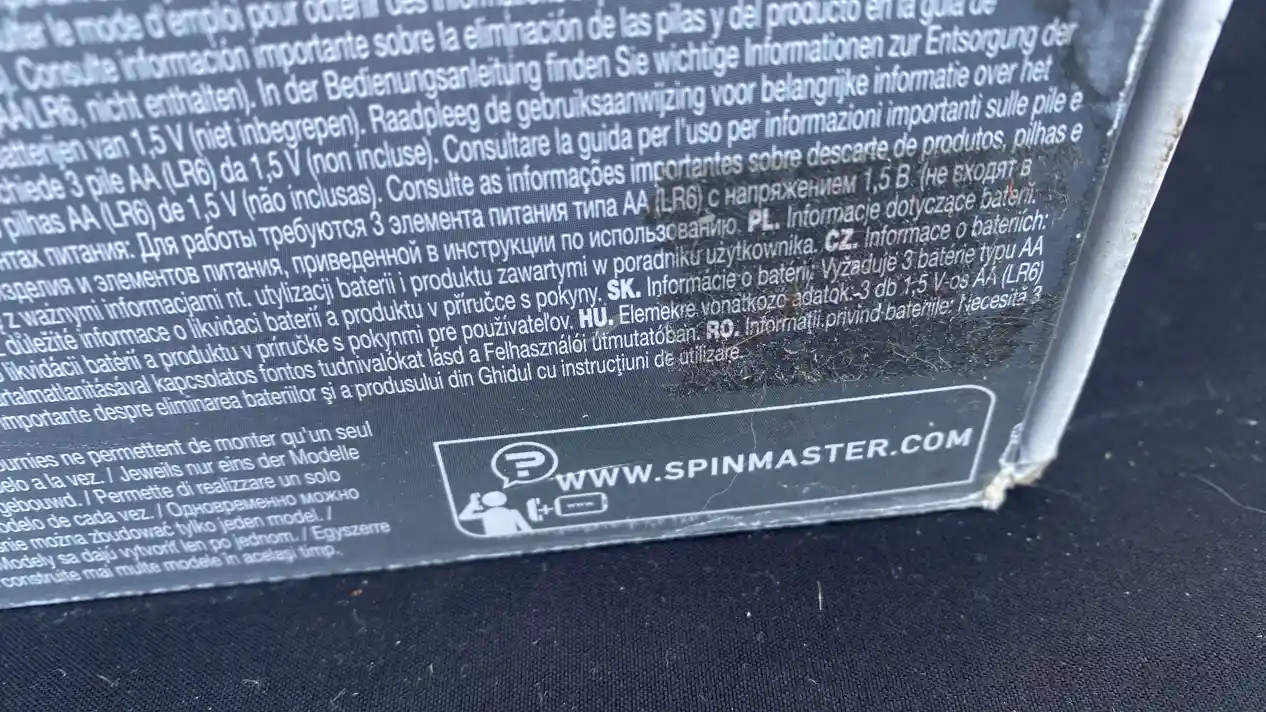 le mode d'emploi pour obtenir des informations
Consulte información importante sobre la eliminación de las pilas y del producto en la guía de
AA/LR6, nicht enthalten). In der Bedienungsanleitung finden Sie wichtige Informationen zur Entsorgung der
batterijen van 1,5 V (niet inbegrepen). Raadpleeg de gebruiksaanwijzing voor belangrijke informatie over het
chiede 3 pile AA (LR6) da 1,5 V (non incluse). Consultare la guida per l'uso per informazioni importanti sulle pile e
pilhas AA (LR6) de 1,5 V (não inclusas). Consulte as informações importantes sobre descarte de produtos, pilhas e
нтах питания: Для работы требуются 3 элемента питания типа AA (LR6) с напряжением 1,5 В. (не входят в
изделия и элементов питания, приведенной в инструкции по использованию. PL. Informacje dotyczące baterii.
z ważnymi informacjami nt. utylizacji baterii i produktu zawartymi w poradniku użytkownika. CZ. Informace o bateriích:
důležité informace o likvidaci baterií a produktu v příručce s pokyny. SK. Informácie o batérii: Vyžaduje 3 batérie typu AA
likvidácii batérií a produktu v príručke s pokynmi pre používateľov. HU. Elemekre vonatkozó adatok: 3 db 1,5 V-os AA (LR6)
ártalmatlanításával kapcsolatos fontos tudnivalókat lásd a Felhasználói útmutatóban. RO. Informații privind bateriile: Necesită 3
importante despre eliminarea bateriilor și a produsului din Ghidul cu instrucțiuni de utilizare.
ournies ne permettent de monter qu'un seul
elo a la vez. / Jeweils nur eins der Modelle
gebouwd. / Permette di realizzare un solo
odelo de cada vez. / Одновременно можно
nie można zbudować tylko jeden model. /
Modely sa dajú vytvoriť len po jednom. / Egyszerre
construite mai multe modele în același timp.
WWW.SPINMASTER.COM